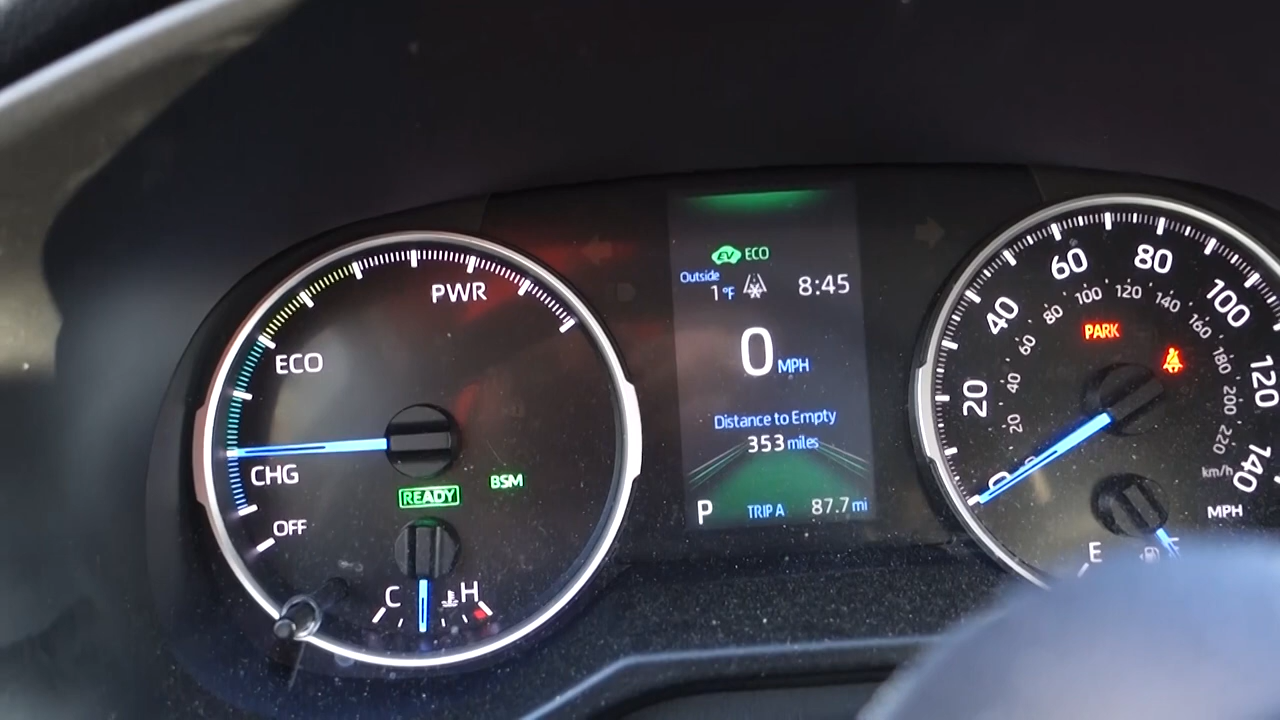 PWR
ECO
CHG
OFF
READY
BSM
C H
EV ECO
Outside
1°F
8:45
0 MPH
Distance to Empty
353 miles
P TRIP A 87.7 mi
0 20 40 60 80 100 120 140
20 40 60 80 100 120 140 160 180 200 220
km/h
MPH
PARK
E